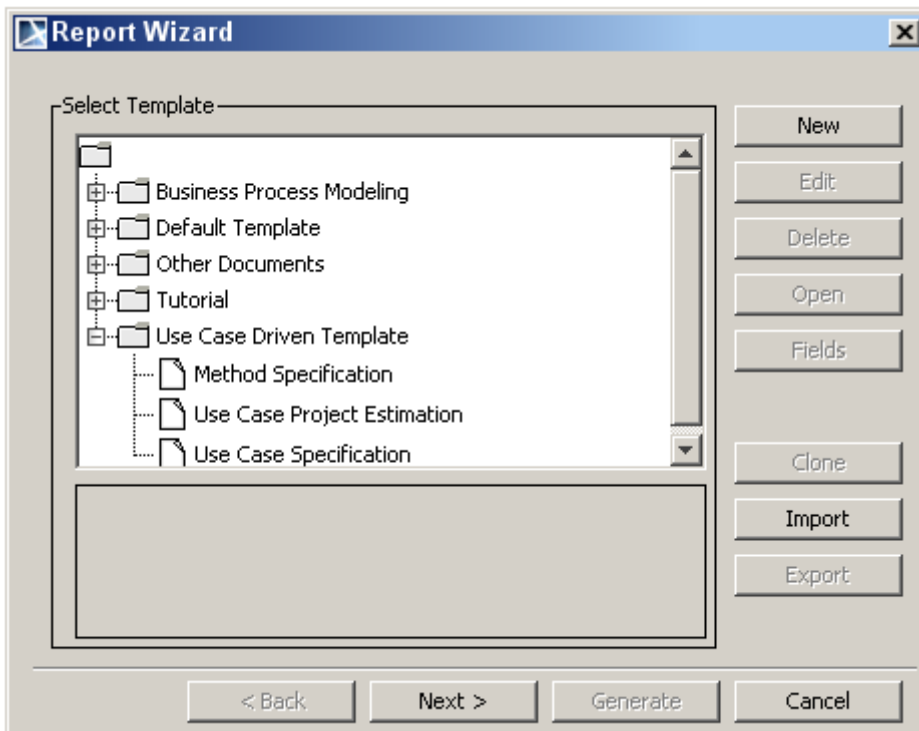 Report Wizard
Select Template
Business Process Modeling
Default Template
Other Documents
Tutorial
Use Case Driven Template
Method Specification
Use Case Project Estimation
Use Case Specification
New
Edit
Delete
Open
Fields
Clone
Import
Export
< Back
Next >
Generate
Cancel